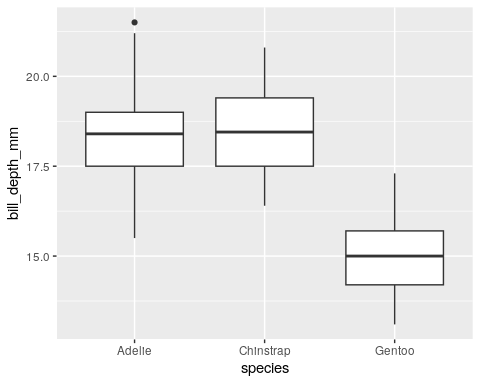 bill_depth_mm
20.0
17.5
15.0
Adelie Chinstrap Gentoo
species